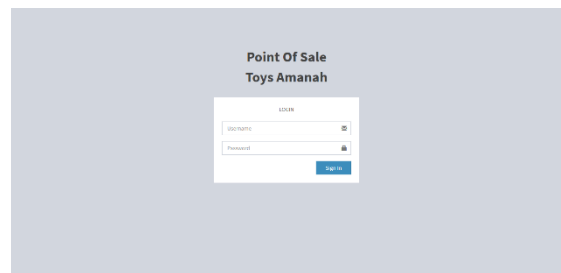 Point Of Sale
Toys Amanah
LOGIN
Username
Password
Sign In